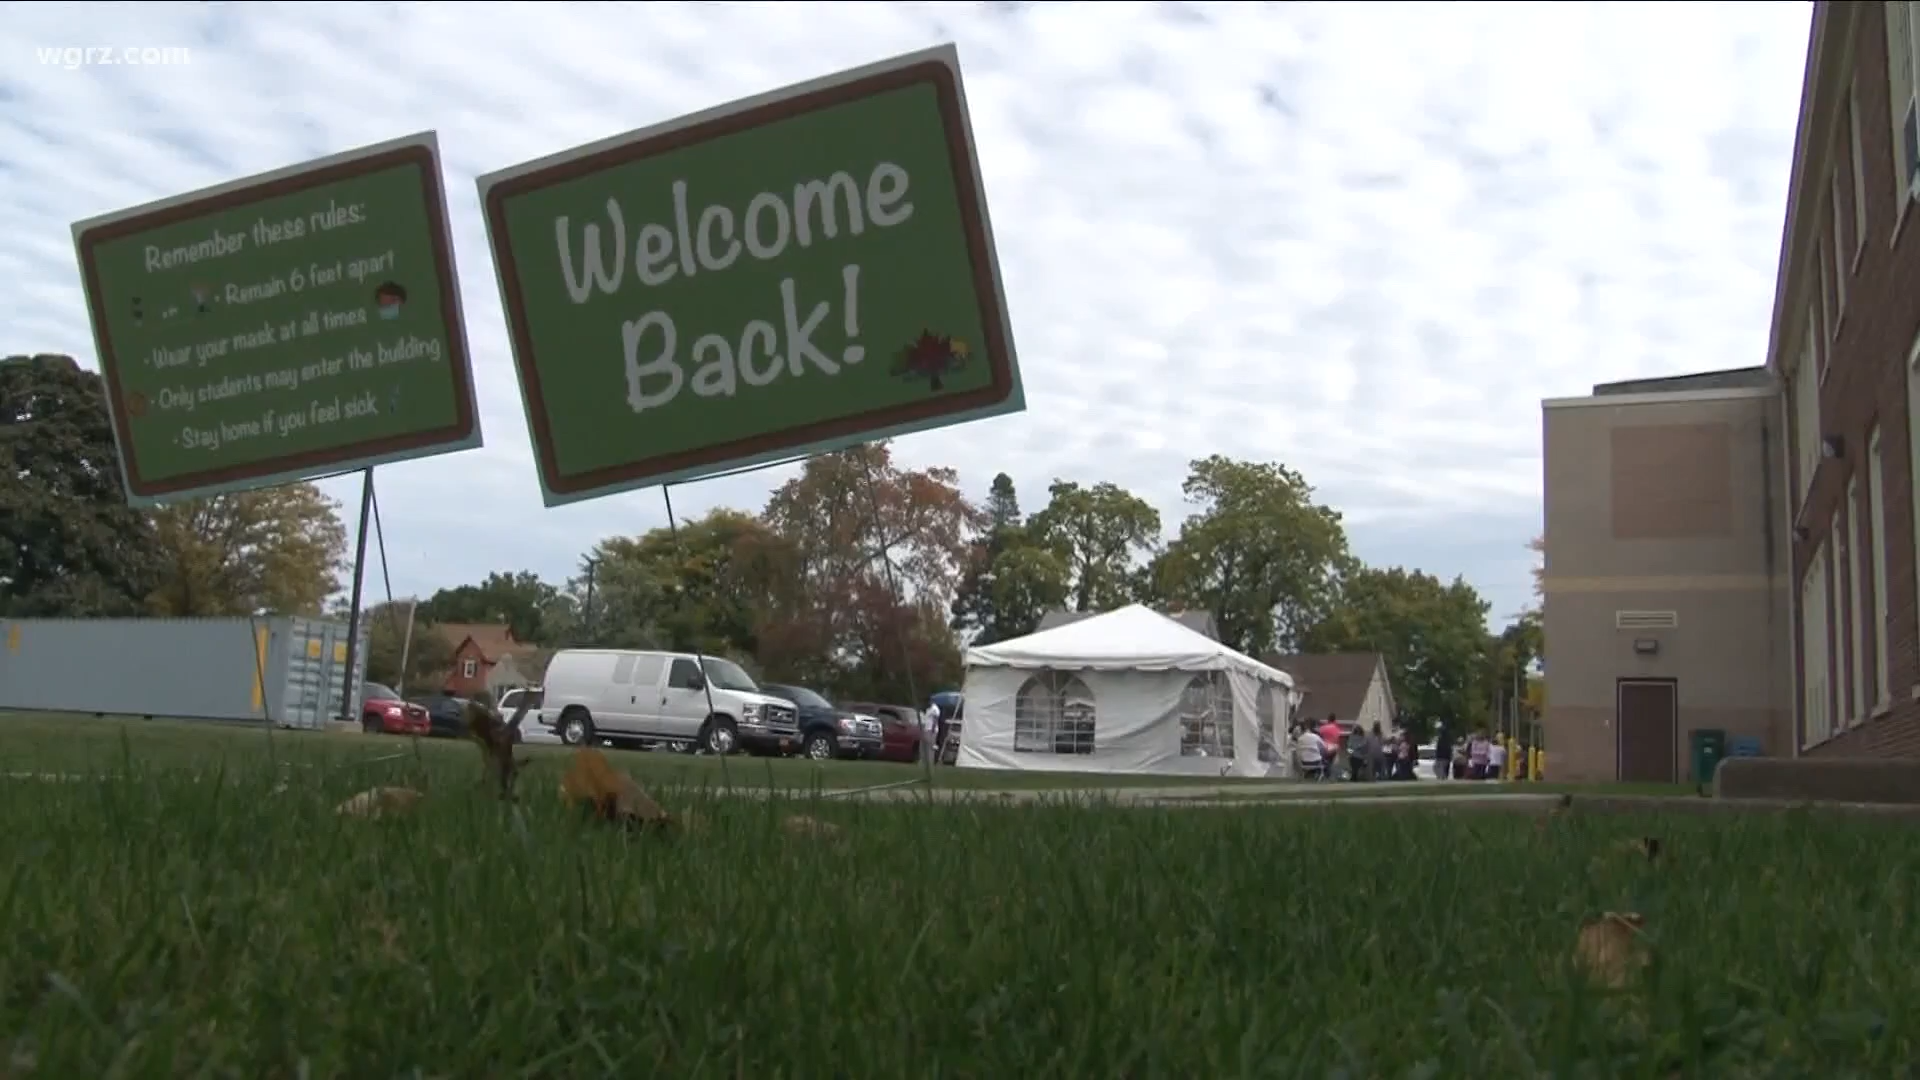 wgrz.com
Remember these rules:
· Remain 6 feet apart
· Wear your mask at all times
· Only students may enter the building
· Stay home if you feel sick
Welcome
Back!